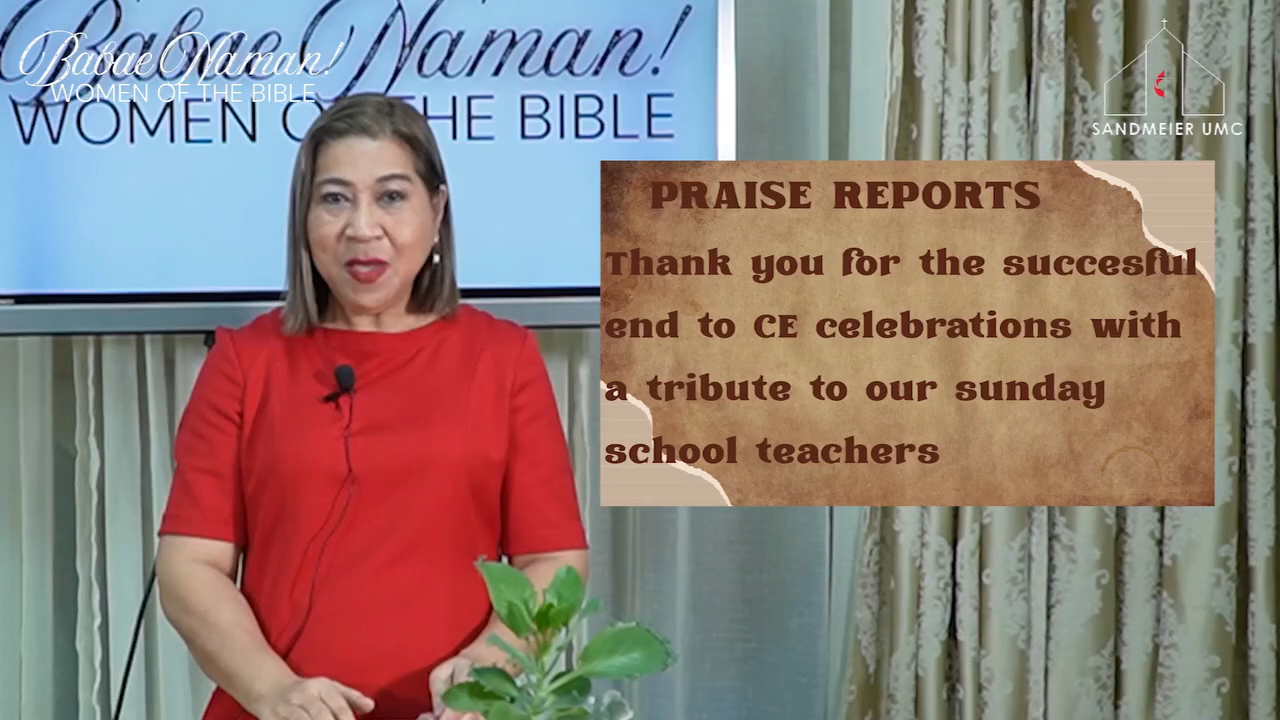 Babae Naman!
WOMEN OF THE BIBLE
Babae Naman!
WOMEN OF THE BIBLE
SANDMEIER UMC
PRAISE REPORTS
Thank you for the succesful
end to CE celebrations with
a tribute to our sunday
school teachers